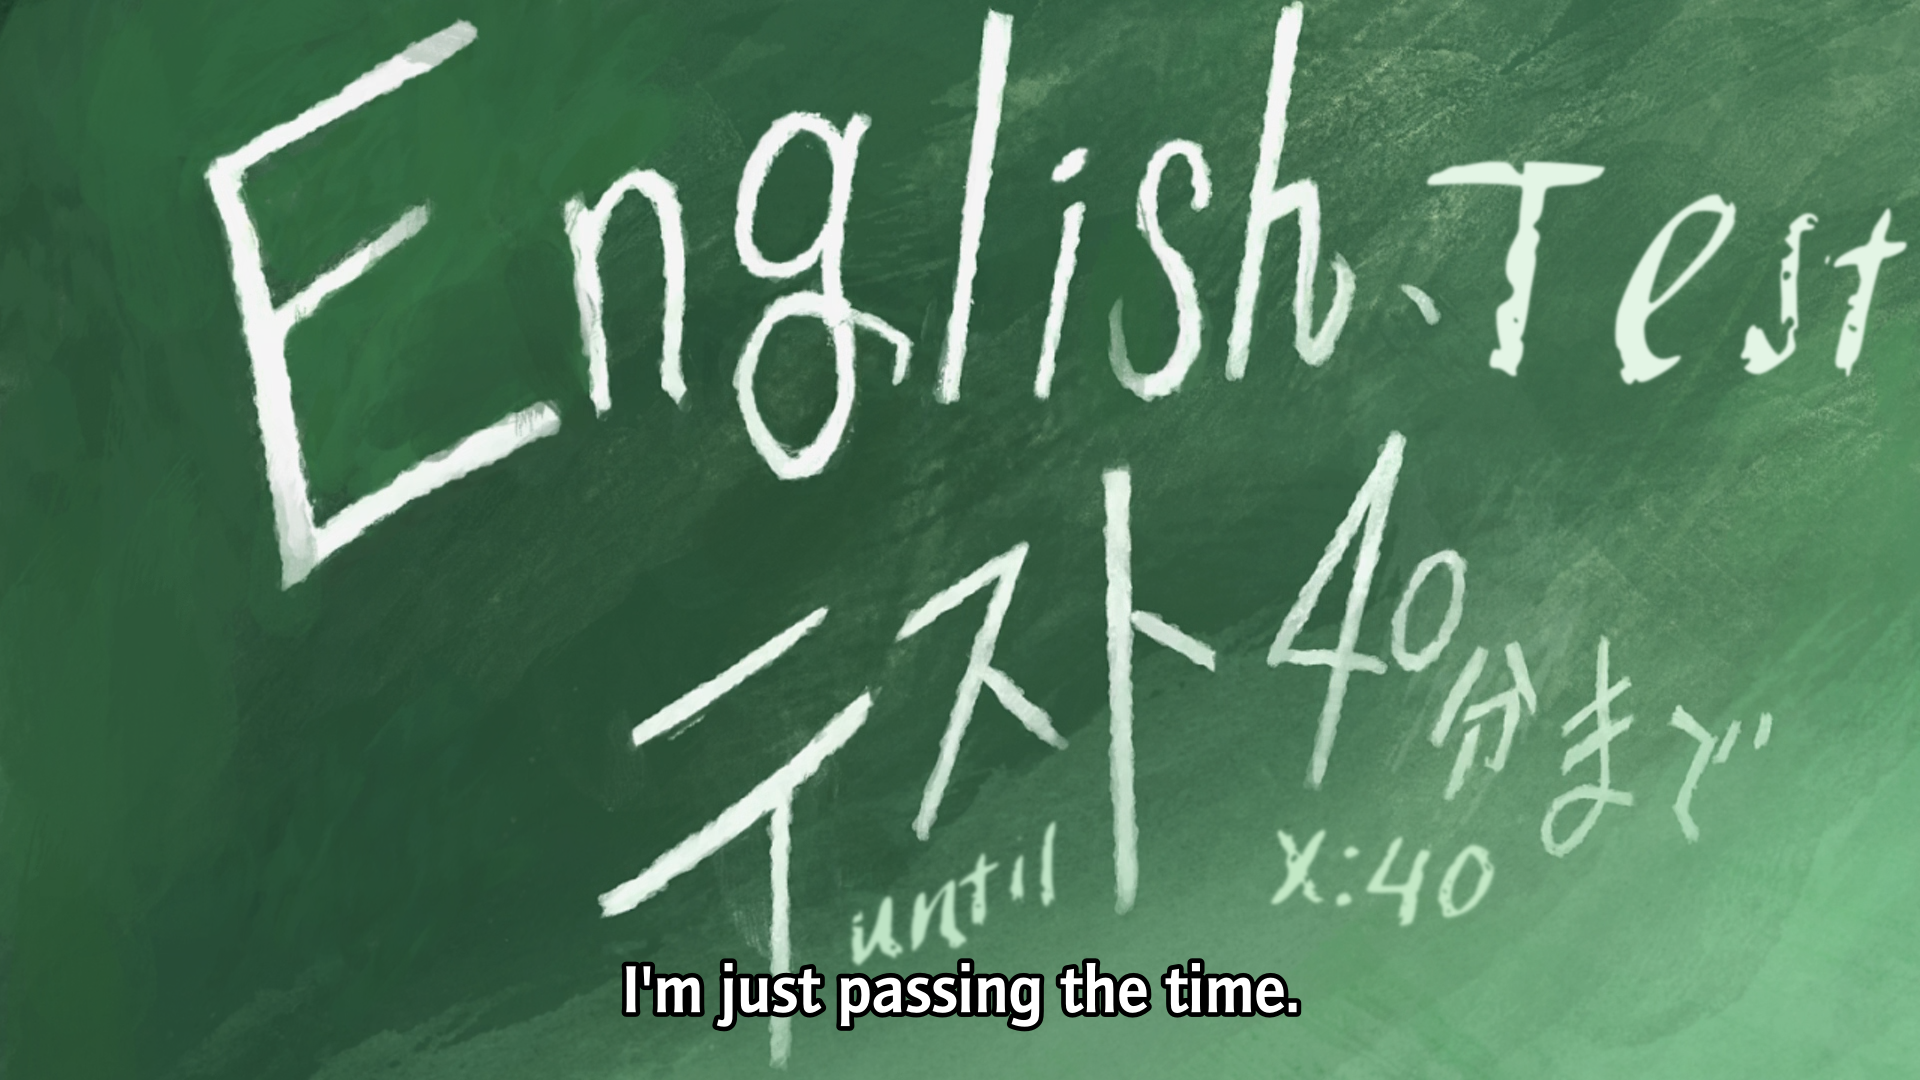 English、Test
テスト40分まで
until x:40
I'm just passing the time.